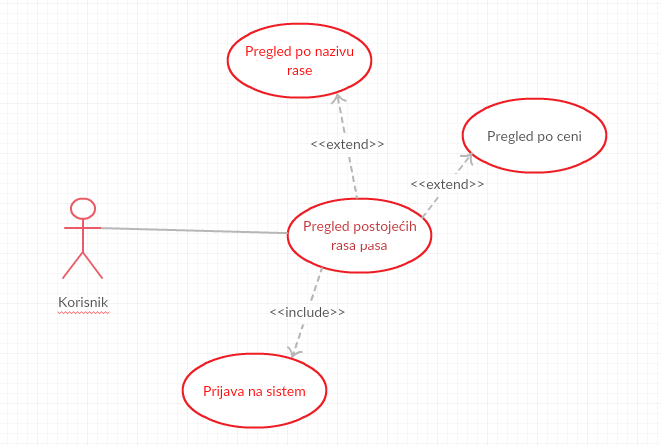 Pregled po nazivu
rase
Pregled po ceni
<<extend>>
<<extend>>
Pregled postojećih
rasa pasa
Korisnik
<<include>>
Prijava na sistem